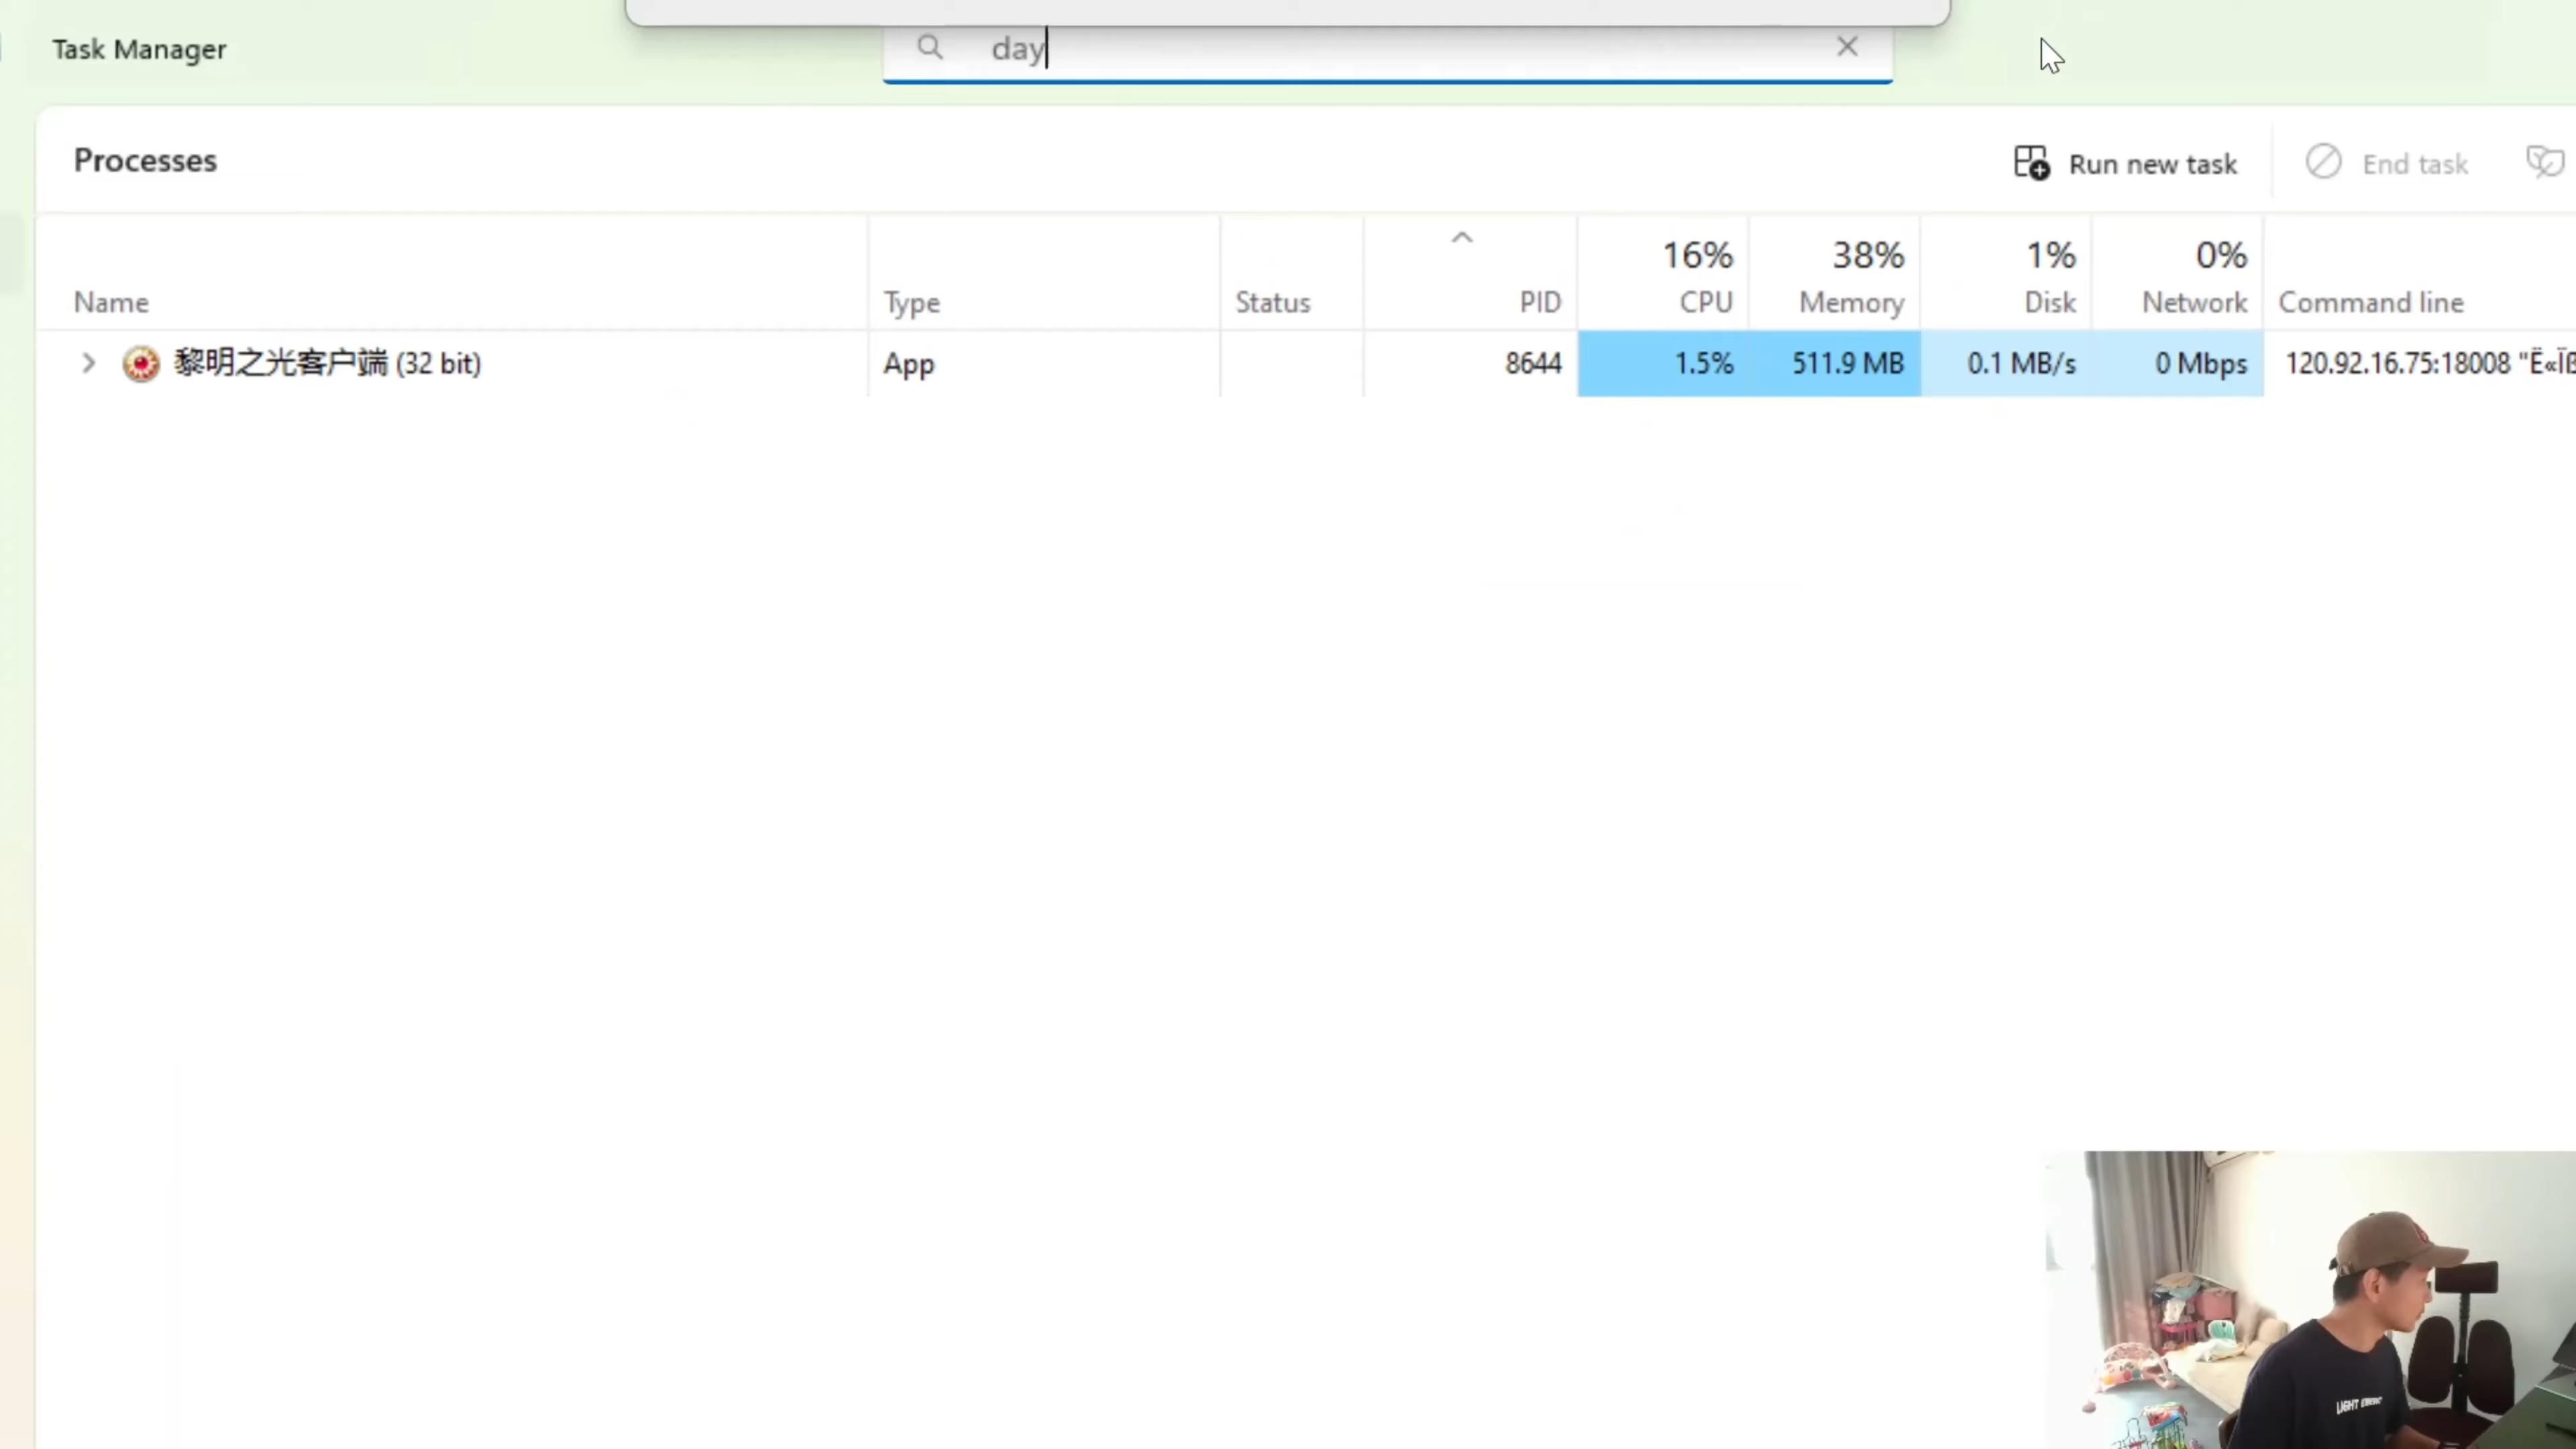 Task Manager
day
Processes
Run new task
End task
16%
38%
1%
0%
Name
Type
Status
PID
CPU
Memory
Disk
Network
Command line
黎明之光客户端 (32 bit)
App
8644
1.5%
511.9 MB
0.1 MB/s
0 Mbps
120.92.16.75:18008 "Ë«Ïß
LIGHT